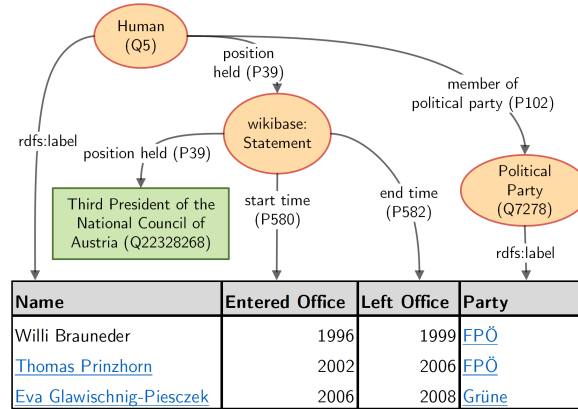 Human
(Q5)
position
held (P39)
member of
political party (P102)
rdfs:label
wikibase:
Statement
position held (P39)
Political
Party
(Q7278)
Third President of the
National Council of
Austria (Q22328268)
start time
(P580)
end time
(P582)
rdfs:label
Name Entered Office Left Office Party
Willi Brauneder 1996 1999 FPÖ
Thomas Prinzhorn 2002 2006 FPÖ
Eva Glawischnig-Piesczek 2006 2008 Grüne